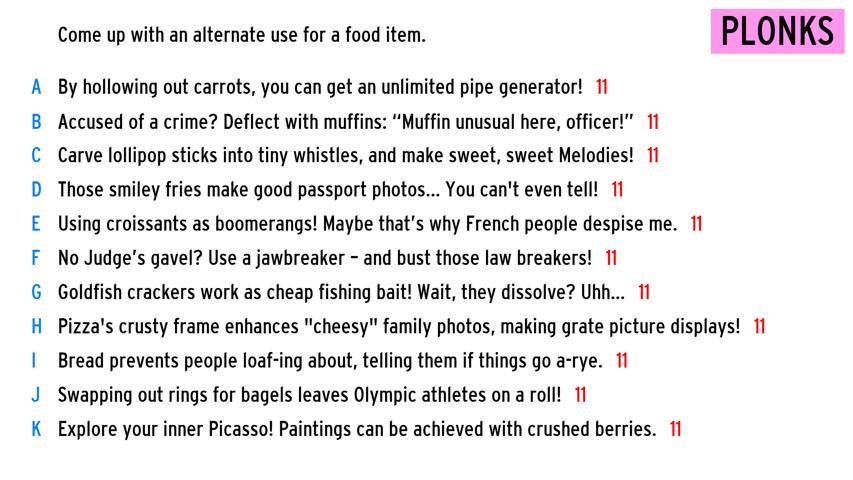 Come up with an alternate use for a food item.
PLONKS
A By hollowing out carrots, you can get an unlimited pipe generator! 11
B Accused of a crime? Deflect with muffins: “Muffin unusual here, officer!” 11
C Carve lollipop sticks into tiny whistles, and make sweet, sweet Melodies! 11
D Those smiley fries make good passport photos... You can't even tell! 11
E Using croissants as boomerangs! Maybe that’s why French people despise me. 11
F No Judge’s gavel? Use a jawbreaker – and bust those law breakers! 11
G Goldfish crackers work as cheap fishing bait! Wait, they dissolve? Uhh... 11
H Pizza's crusty frame enhances "cheesy" family photos, making grate picture displays! 11
I Bread prevents people loaf-ing about, telling them if things go a-rye. 11
J Swapping out rings for bagels leaves Olympic athletes on a roll! 11
K Explore your inner Picasso! Paintings can be achieved with crushed berries. 11